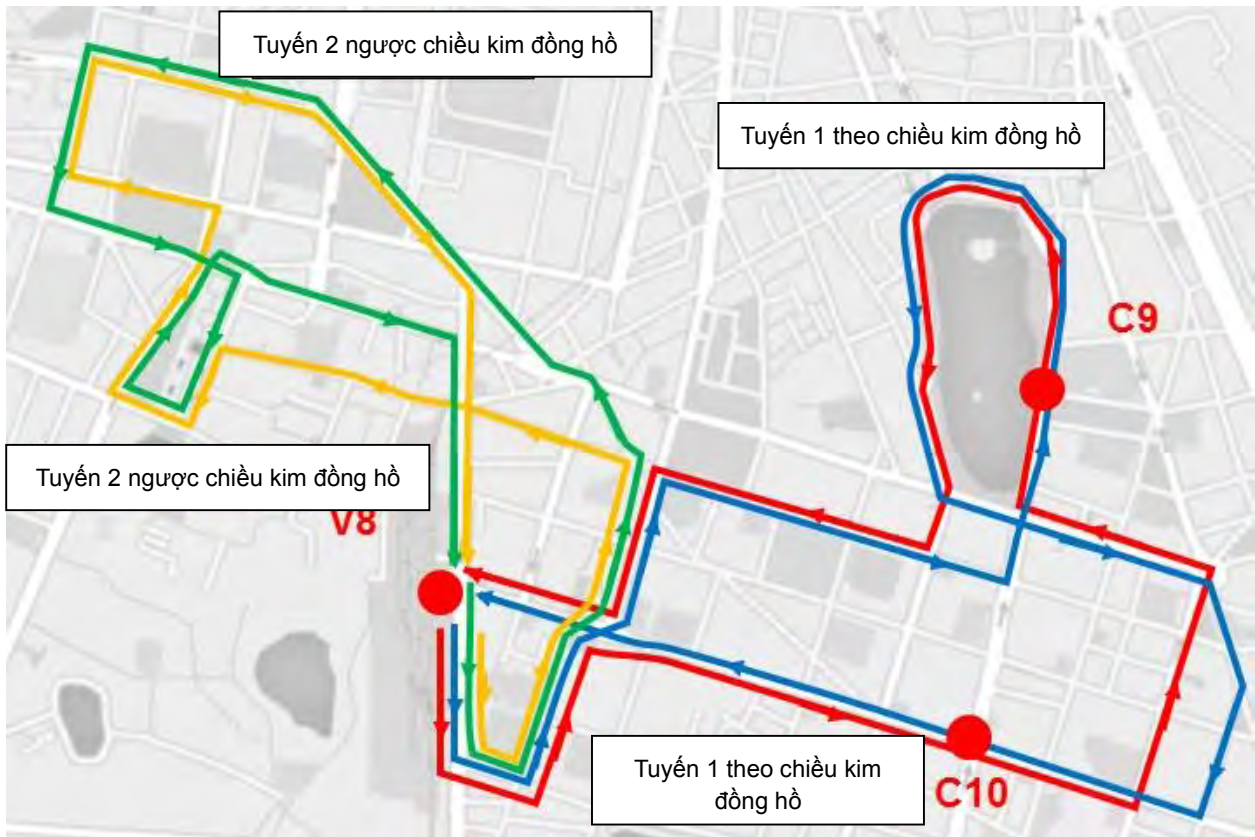 Tuyến 2 ngược chiều kim đồng hồ
Tuyến 1 theo chiều kim đồng hồ
C9
Tuyến 2 ngược chiều kim đồng hồ
V8
Tuyến 1 theo chiều kim
đồng hồ
C10